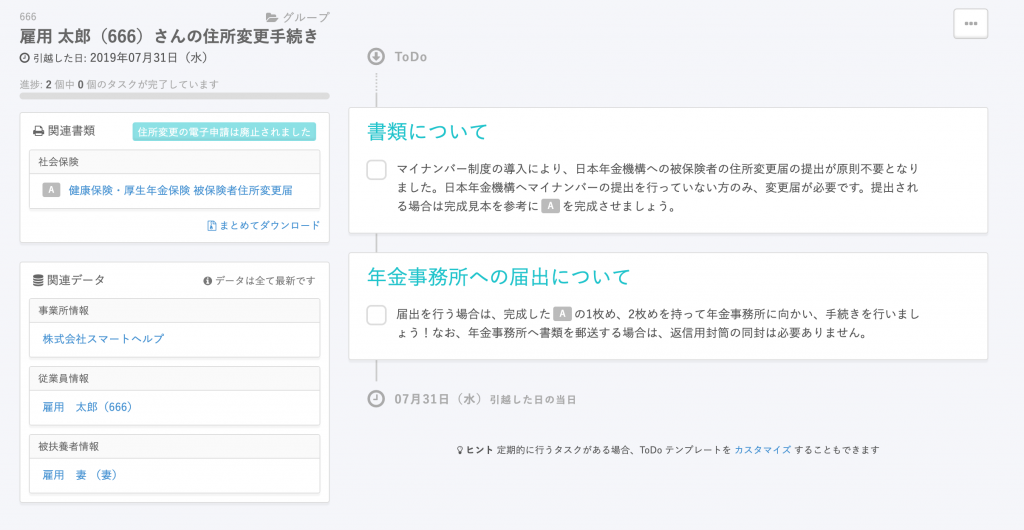 666
グループ
雇用 太郎（666）さんの住所変更手続き
引越した日: 2019年07月31日（水）
進捗: 2 個中 0 個のタスクが完了しています
関連書類
住所変更の電子申請は廃止されました
社会保険
A 健康保険・厚生年金保険 被保険者住所変更届
まとめてダウンロード
関連データ
データは全て最新です
事業所情報
株式会社スマートヘルプ
従業員情報
雇用　太郎（666）
被扶養者情報
雇用　妻 （妻）
ToDo
書類について
マイナンバー制度の導入により、日本年金機構への被保険者の住所変更届の提出が原則不要となり
ました。日本年金機構へマイナンバーの提出を行っていない方のみ、変更届が必要です。提出され
る場合は完成見本を参考に A を完成させましょう。
年金事務所への届出について
届出を行う場合は、完成した A の1枚め、2枚めを持って年金事務所に向かい、手続きを行いまし
ょう！なお、年金事務所へ書類を郵送する場合は、返信用封筒の同封は必要ありません。
07月31日（水）引越した日の当日
ヒント 定期的に行うタスクがある場合、ToDo テンプレートを カスタマイズ することもできます